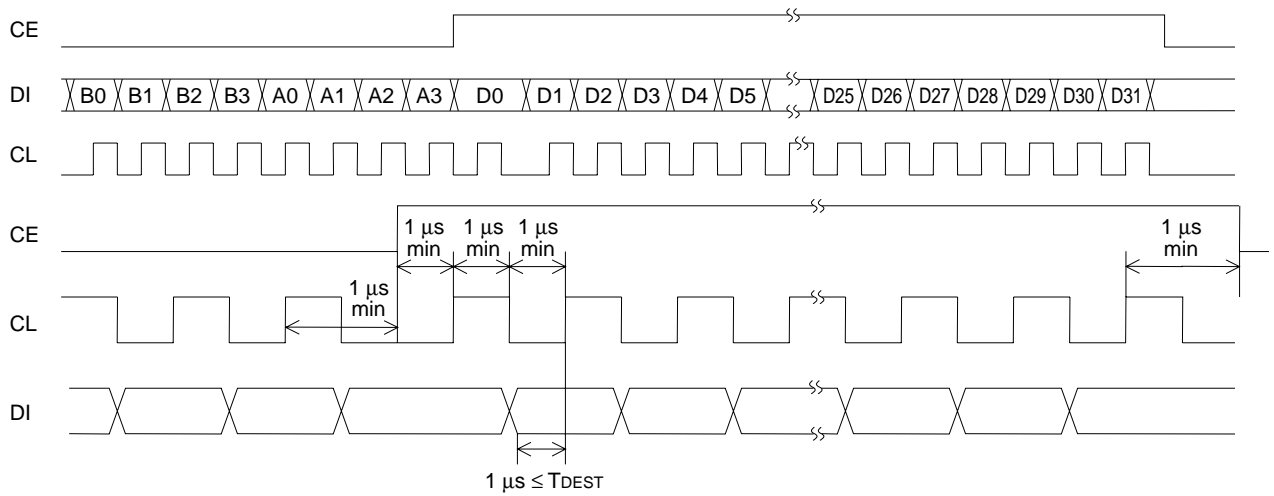 CE
DI B0 B1 B2 B3 A0 A1 A2 A3 D0 D1 D2 D3 D4 D5 D25 D26 D27 D28 D29 D30 D31
CL
CE
1 μs min
1 μs min
1 μs min
1 μs min
1 μs min
CL
DI
1 μs ≤ TDEST